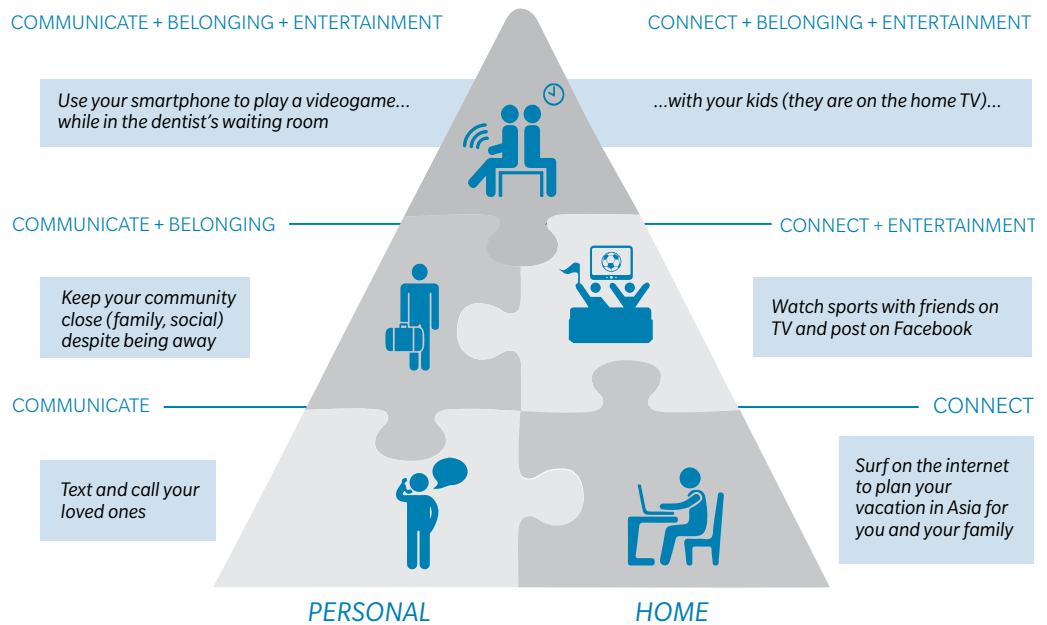 COMMUNICATE + BELONGING + ENTERTAINMENT
CONNECT + BELONGING + ENTERTAINMENT
Use your smartphone to play a videogame...
while in the dentist's waiting room
...with your kids (they are on the home TV)...
COMMUNICATE + BELONGING
CONNECT + ENTERTAINMENT
Keep your community
close (family, social)
despite being away
Watch sports with friends on
TV and post on Facebook
COMMUNICATE
CONNECT
Text and call your
loved ones
Surf on the internet
to plan your
vacation in Asia for
you and your family
PERSONAL
HOME